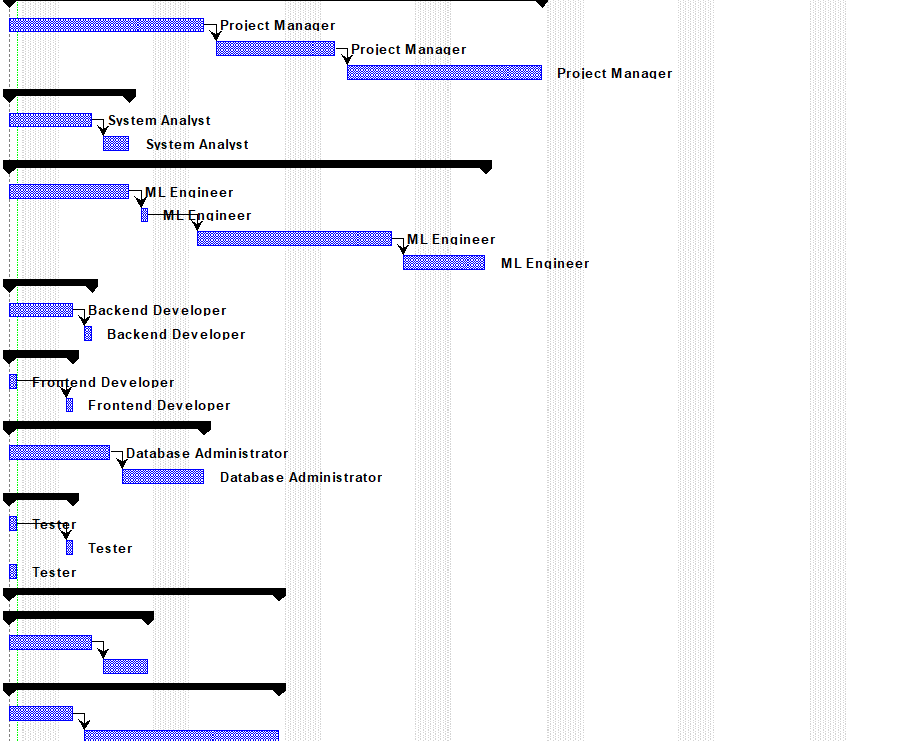 Project Manager
Project Manager
Project Manager
System Analyst
System Analyst
ML Engineer
ML Engineer
ML Engineer
ML Engineer
Backend Developer
Backend Developer
Frontend Developer
Frontend Developer
Database Administrator
Database Administrator
Tester
Tester
Tester